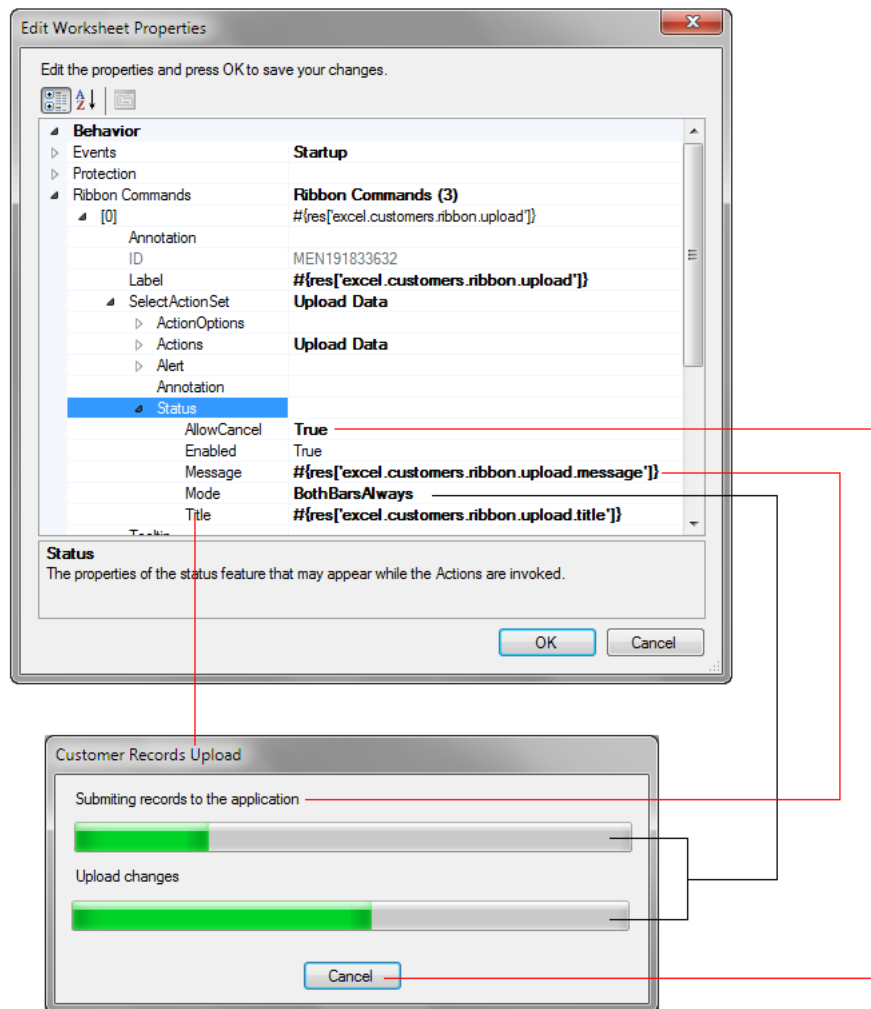 Edit Worksheet Properties
x
Edit the properties and press OK to save your changes.
A
Z
Behavior
Events Startup
Protection
Ribbon Commands Ribbon Commands (3)
[0] #{res['excel.customers.ribbon.upload']}
Annotation
ID MEN191833632
Label #{res['excel.customers.ribbon.upload']}
SelectActionSet Upload Data
ActionOptions
Actions Upload Data
Alert
Annotation
Status
AllowCancel True
Enabled True
Message #{res['excel.customers.ribbon.upload.message']}
Mode BothBarsAlways
Title #{res['excel.customers.ribbon.upload.title']}
Tooltip
Status
The properties of the status feature that may appear while the Actions are invoked.
OK Cancel
Customer Records Upload
Submiting records to the application
Upload changes
Cancel